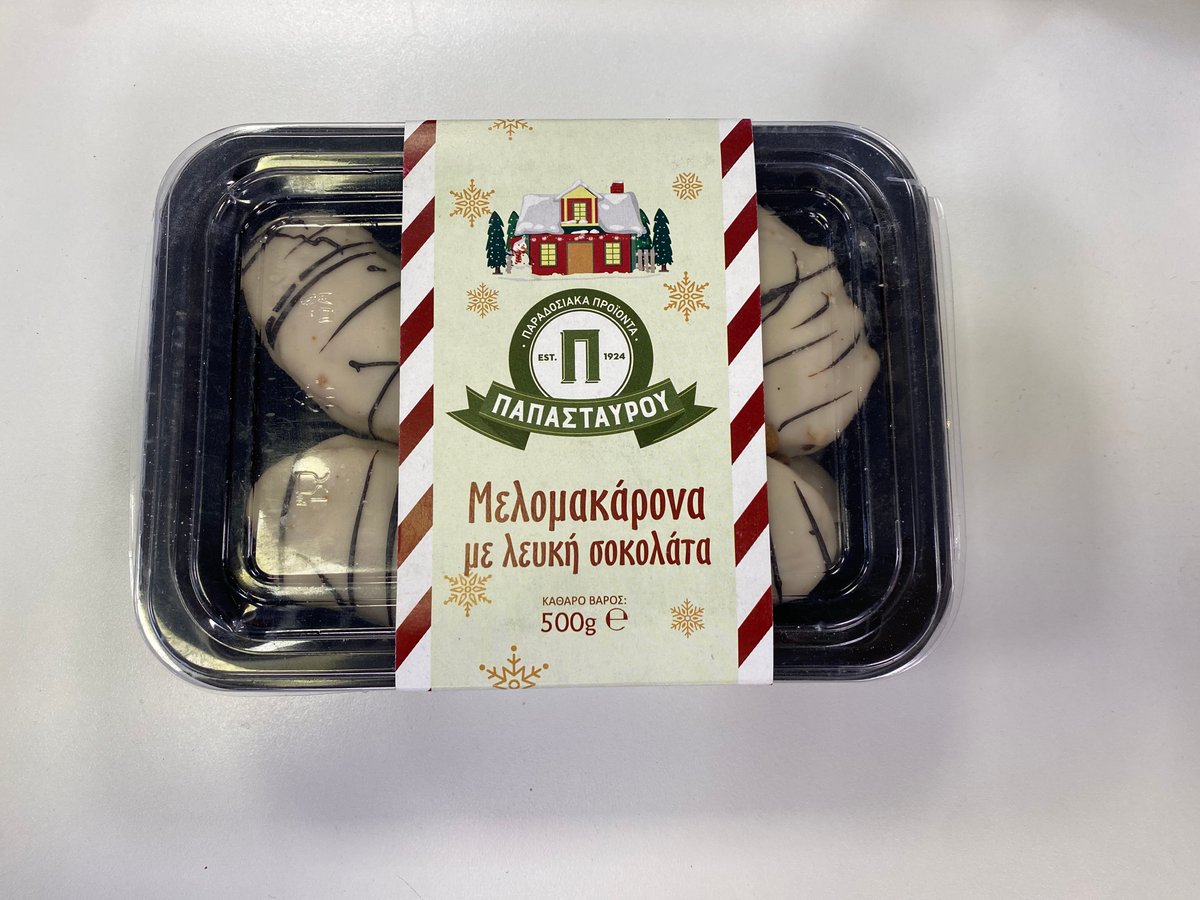 ΠΑΡΑΔΟΣΙΑΚΑ ΠΡΟΪΟΝΤΑ
EST. Π 1924
ΠΑΠΑΣΤΑΥΡΟΥ
Μελομακάρονα
με λευκή σοκολάτα
ΚΑΘΑΡΟ ΒΑΡΟΣ:
500g ℮